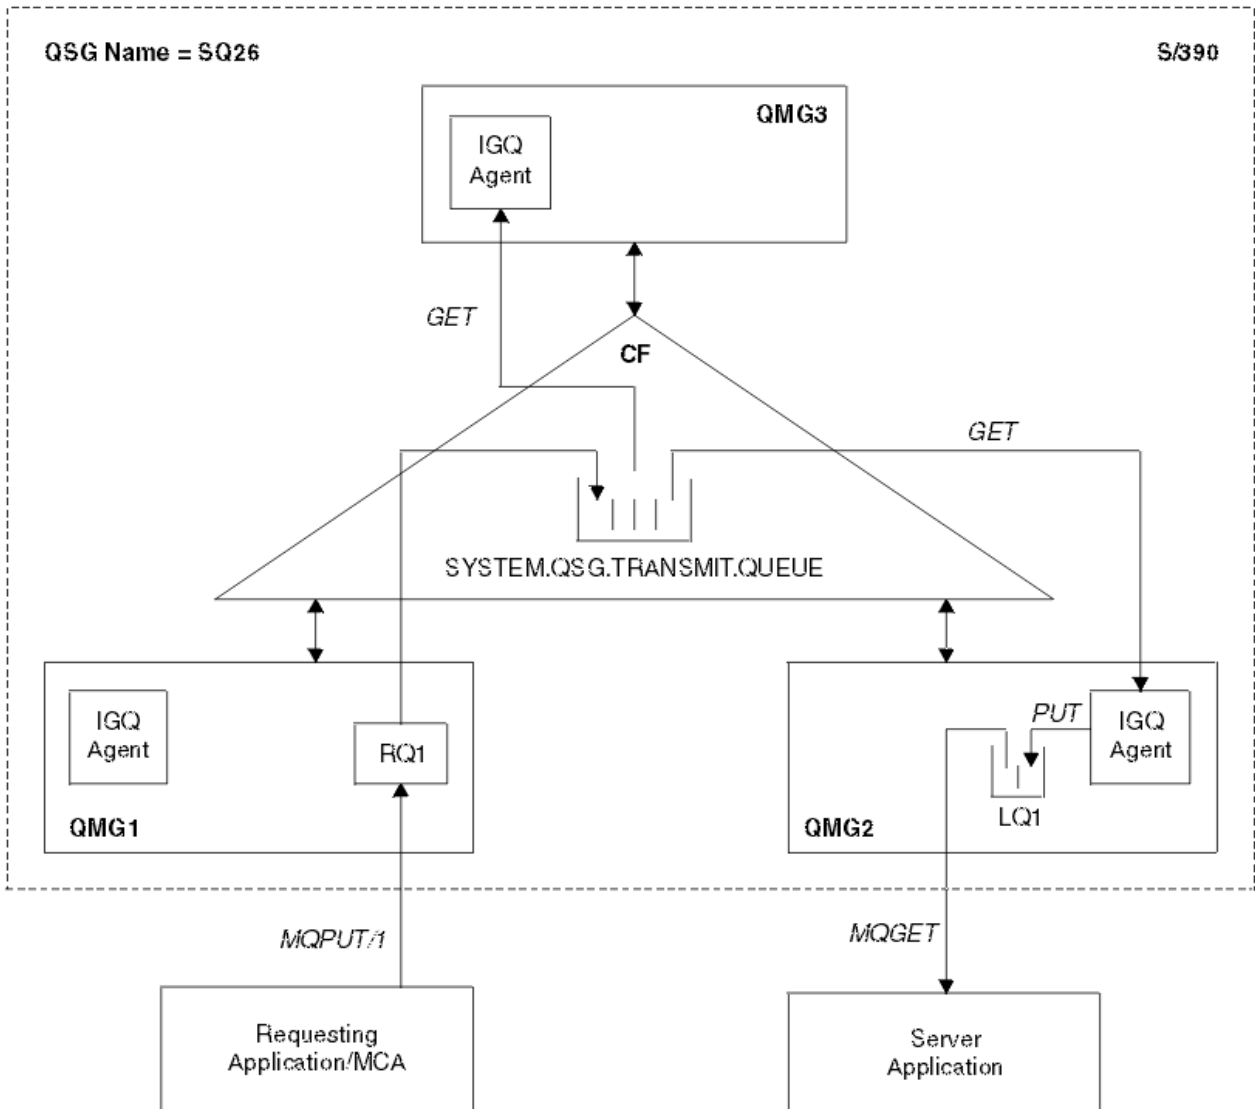 QSG Name = SQ26
S/390
QMG3
IGQ
Agent
GET
CF
GET
SYSTEM.QSG.TRANSMIT.QUEUE
IGQ
Agent
RQ1
QMG1
PUT
IGQ
Agent
LQ1
QMG2
MQPUT/1
MQGET
Requesting
Application/MCA
Server
Application